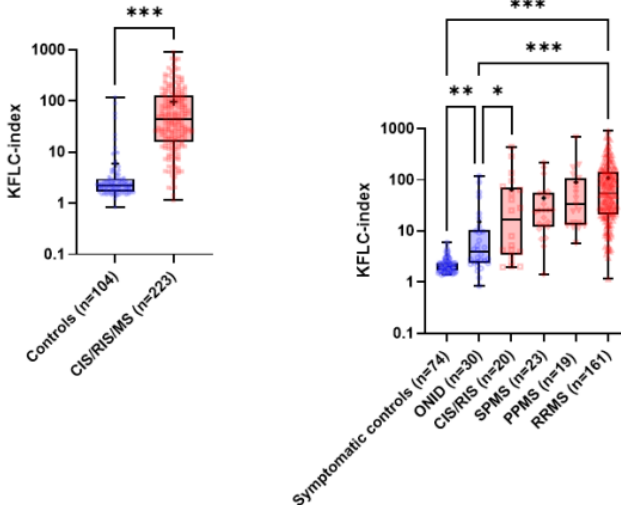 ***
KFLC-index
1000
100
10
1
0.1
Controls (n=104)
CIS/RIS/MS (n=223)
***
***
**
*
KFLC-index
1000
100
10
1
0.1
Symptomatic controls (n=74)
ONID (n=30)
CIS/RIS (n=20)
SPMS (n=23)
PPMS (n=19)
RRMS (n=161)